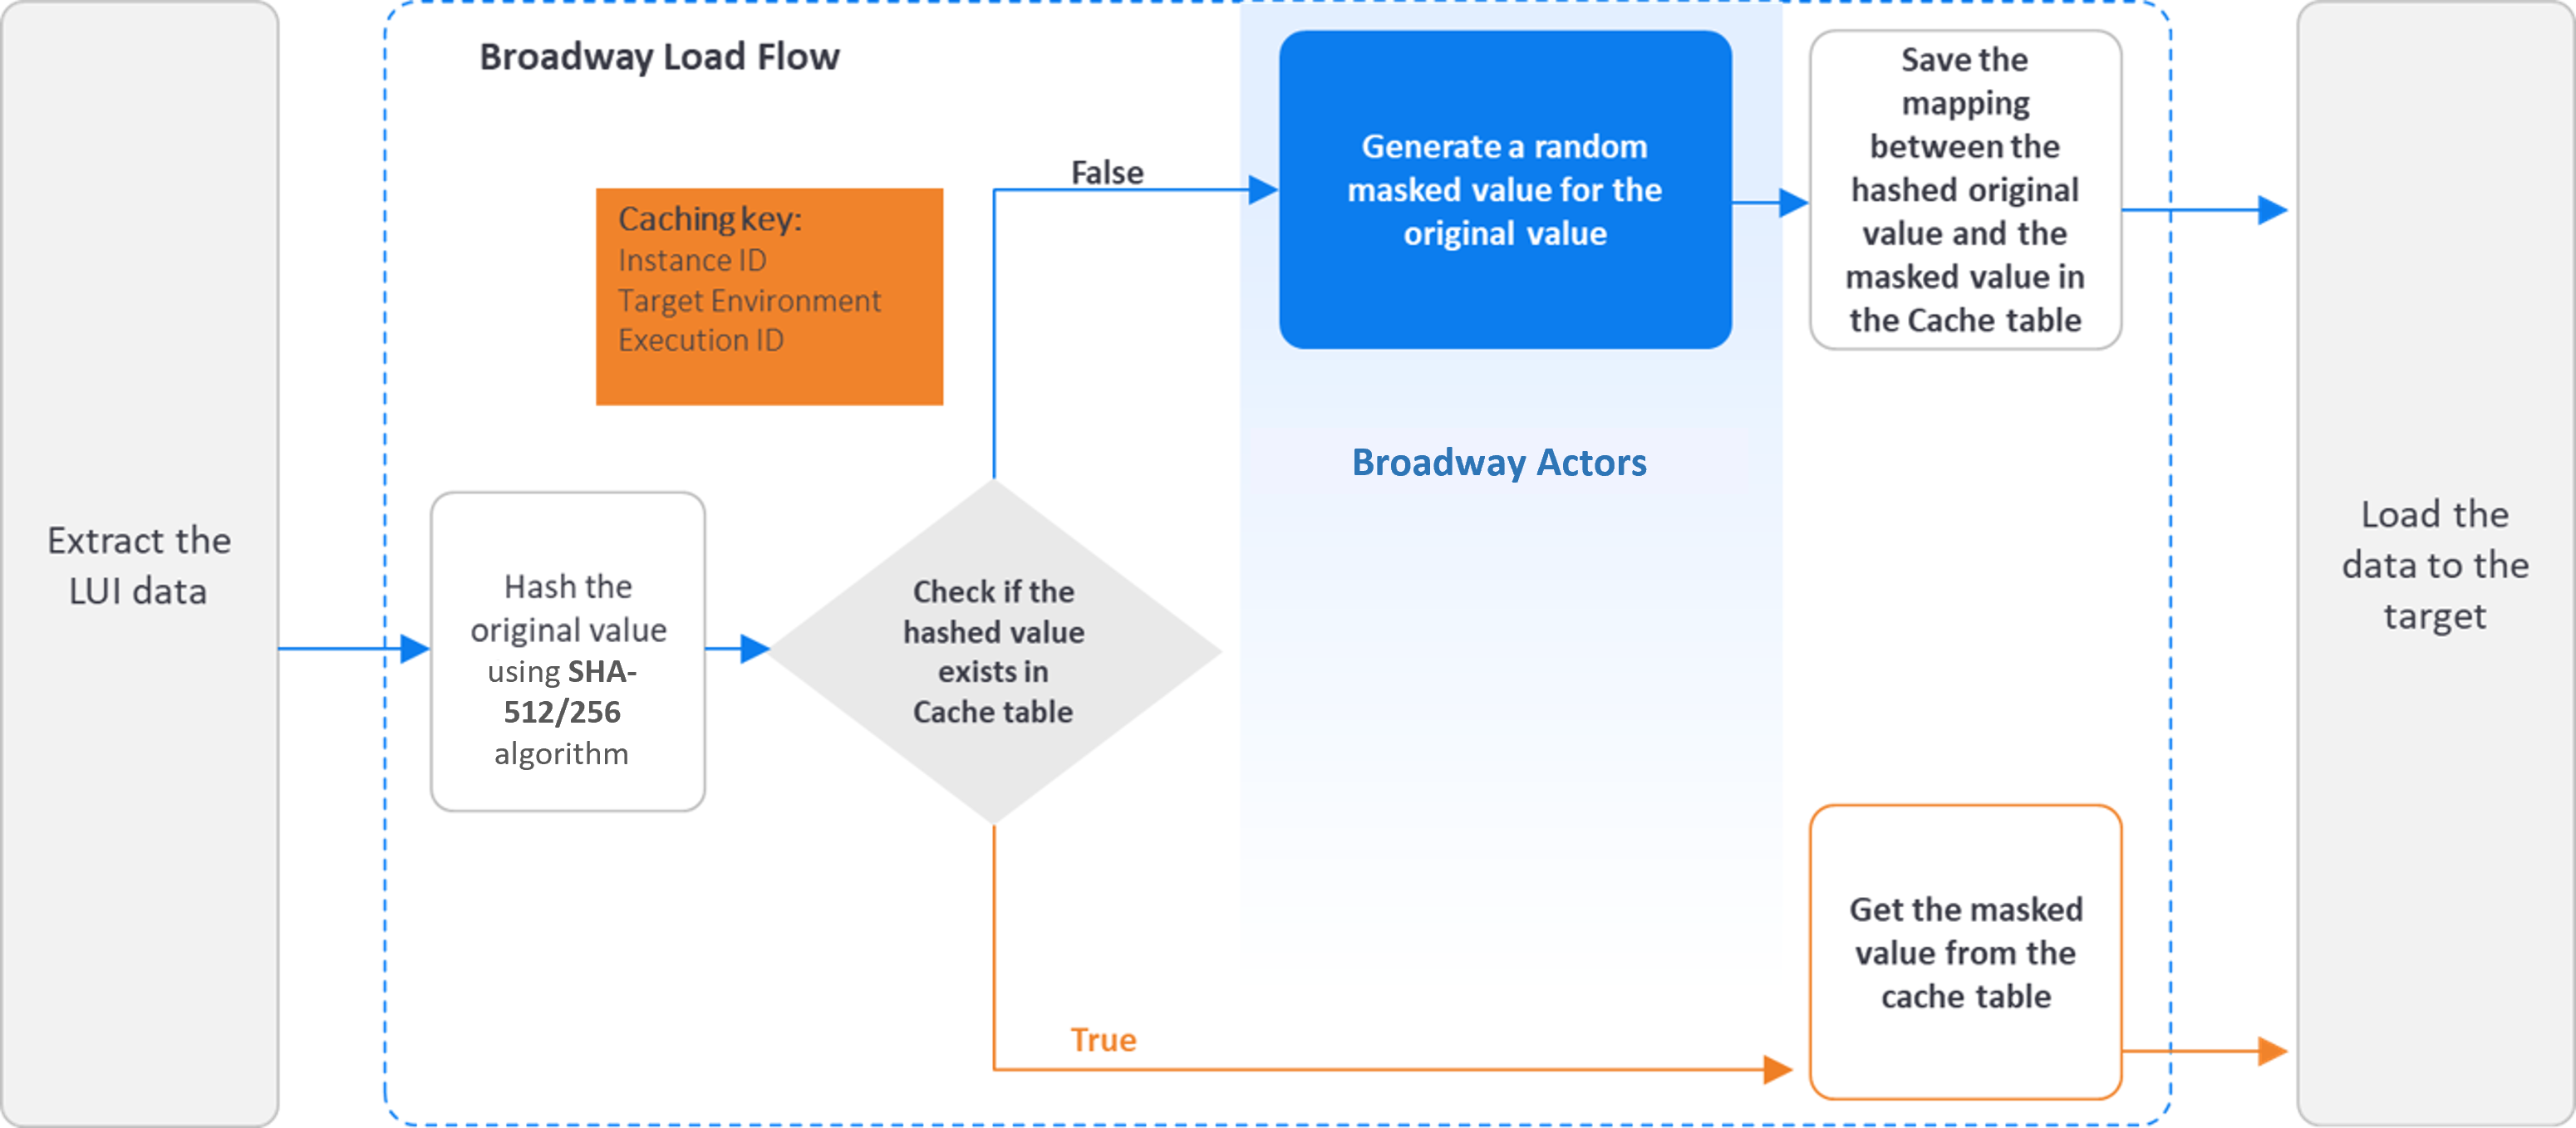 Broadway Load Flow
Extract the
LUI data
Caching key:
Instance ID
Target Environment
Execution ID
Hash the
original value
using SHA-
512/256
algorithm
Check if the
hashed value
exists in
Cache table
False
Generate a random
masked value for the
original value
Broadway Actors
Save the
mapping
between the
hashed original
value and the
masked value in
the Cache table
True
Get the masked
value from the
cache table
Load the
data to the
target